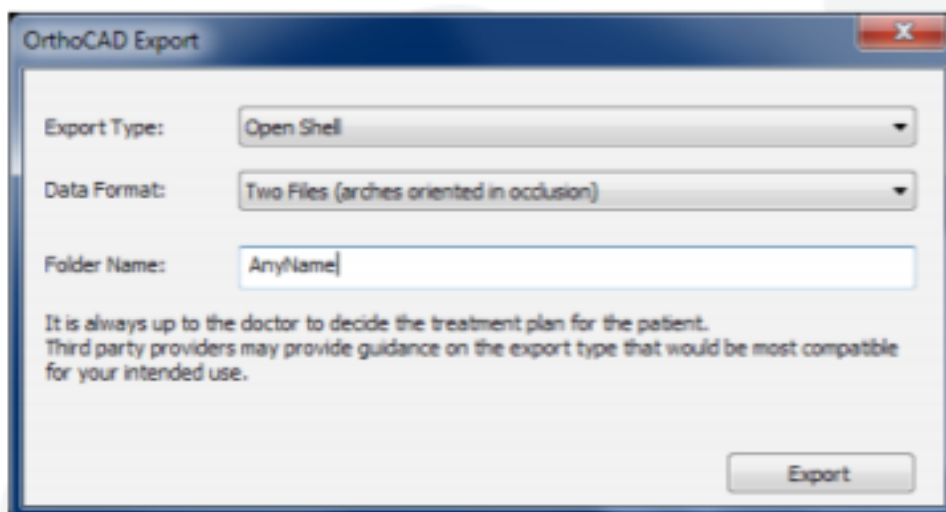 OrthoCAD Export
Export Type: Open Shell
Data Format: Two Files (arches oriented in occlusion)
Folder Name: AnyName
It is always up to the doctor to decide the treatment plan for the patient.
Third party providers may provide guidance on the export type that would be most compatible
for your intended use.
Export